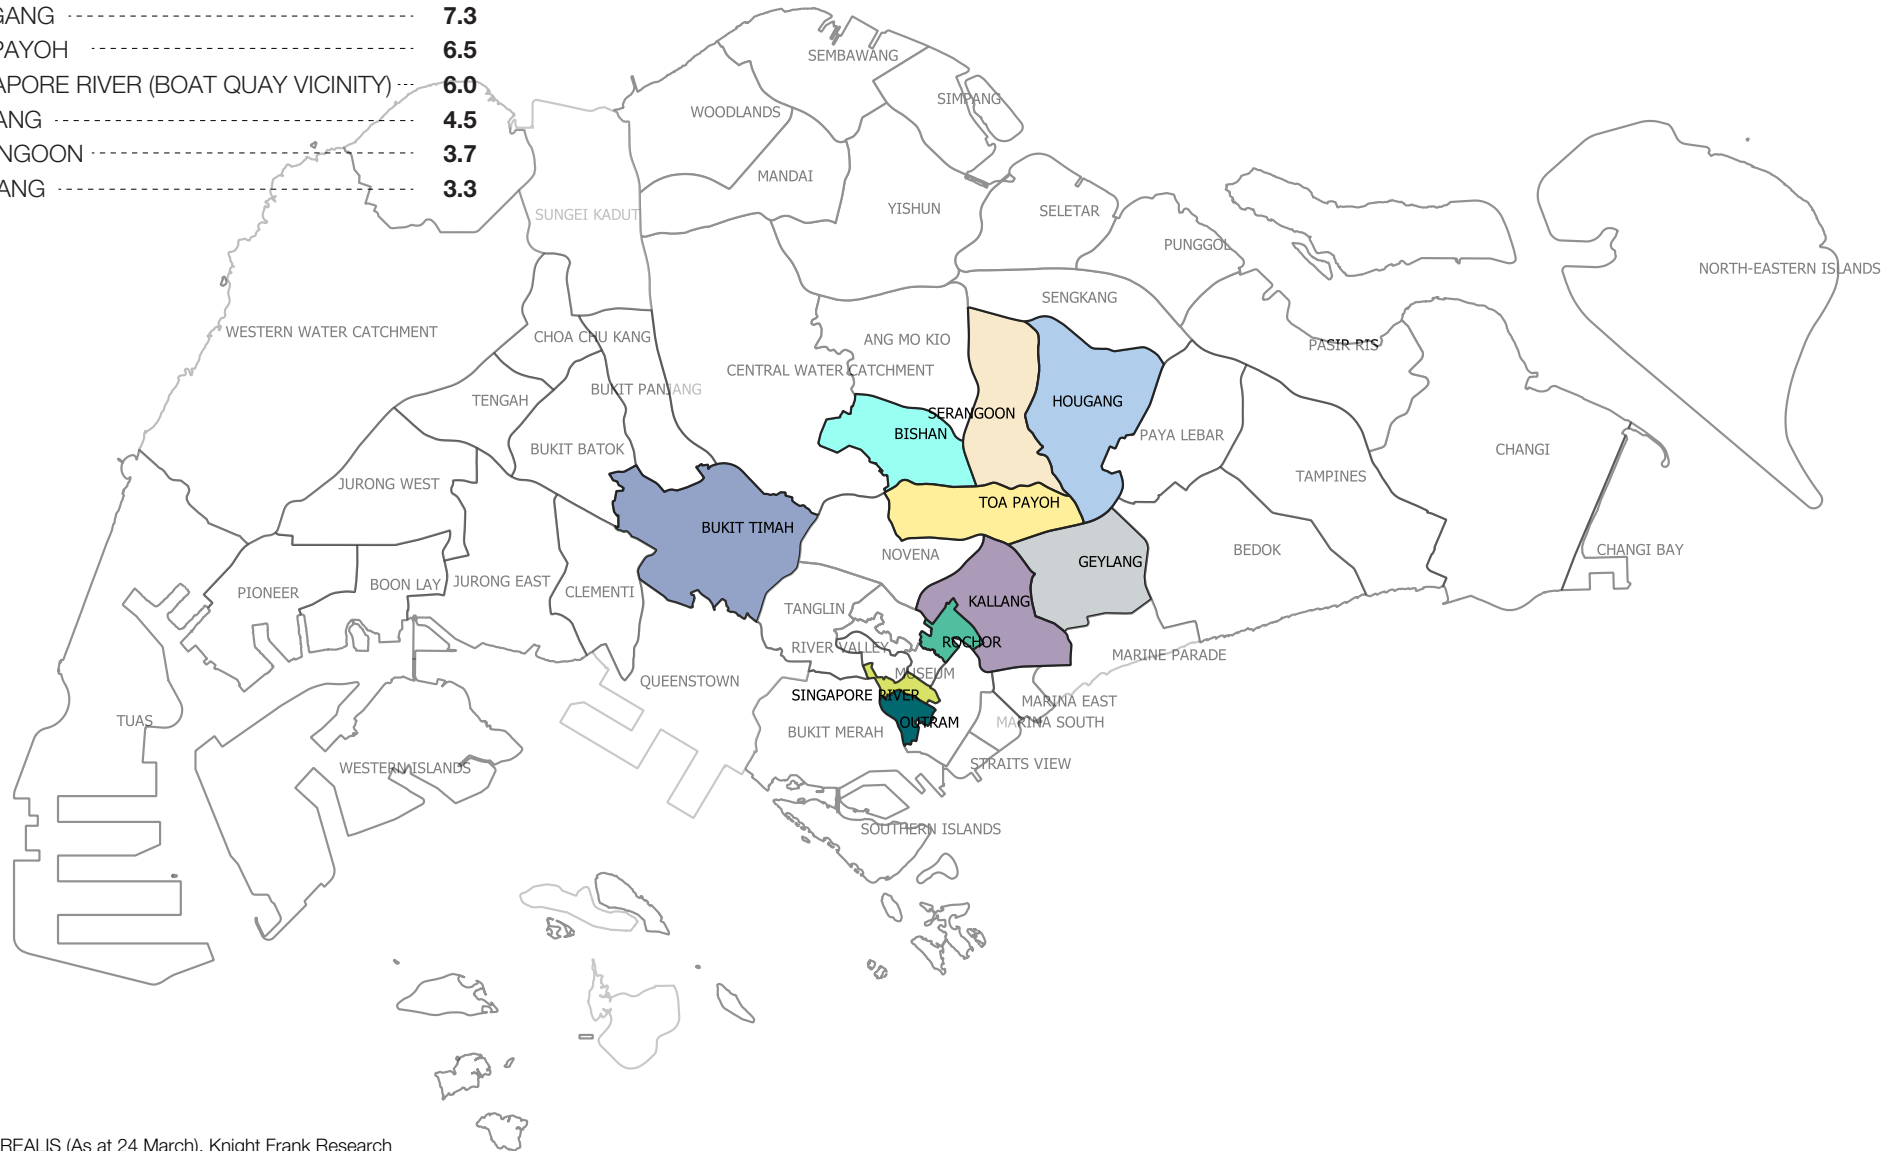 GANG 7.3
PAYOH 6.5
APORE RIVER (BOAT QUAY VICINITY) 6.0
ANG 4.5
NGOON 3.7
ANG 3.3
SEMBAWANG
SIMPANG
WOODLANDS
MANDAI
SUNGEI KADUT
YISHUN
SELETAR
PUNGGOL
NORTH-EASTERN ISLANDS
SENGKANG
WESTERN WATER CATCHMENT
CHOA CHU KANG
ANG MO KIO
PASIR RIS
CENTRAL WATER CATCHMENT
BUKIT PANJANG
TENGAH
SERANGOON
HOUGANG
BISHAN
PAYA LEBAR
BUKIT BATOK
CHANGI
JURONG WEST
TAMPINES
TOA PAYOH
BUKIT TIMAH
NOVENA
BEDOK
CHANGI BAY
GEYLANG
PIONEER
BOON LAY
JURONG EAST
CLEMENTI
TANGLIN
KALLANG
RIVER VALLEY
ROCHOR
MARINE PARADE
MUSEUM
QUEENSTOWN
SINGAPORE RIVER
MARINA EAST
TUAS
OUTRAM
MARINA SOUTH
BUKIT MERAH
WESTERN ISLANDS
STRAITS VIEW
SOUTHERN ISLANDS
REALIS (As at 24 March), Knight Frank Research